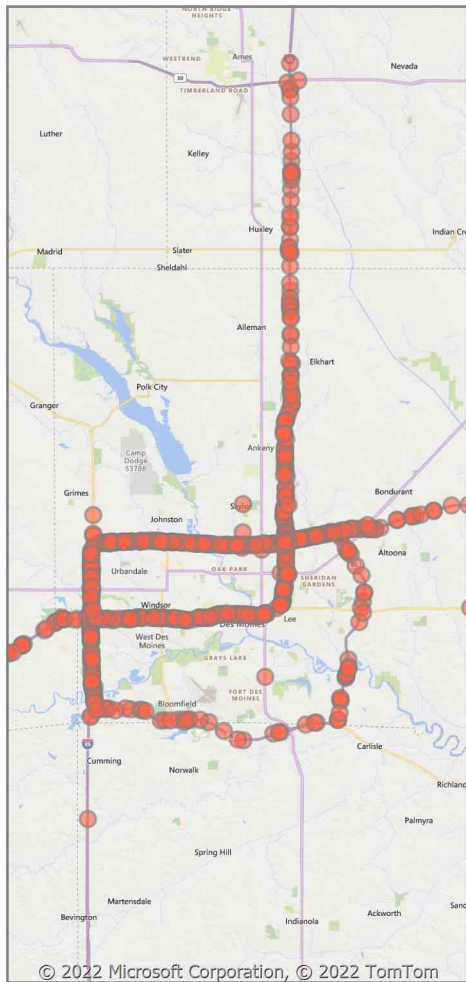 NORTH RIDGE
HEIGHTS
WESTBEND
Ames
Nevada
30
TIMBERLAND ROAD
Luther
Kelley
Huxley
Indian Cre
Madrid
Slater
Sheldahl
Alleman
Elkhart
Polk City
Granger
Camp
Dodge
Ankeny
Grimes
Bondurant
Johnston
Altoona
Urbandale
OAK PARK
SHERIDAN
GARDENS
Windsor
Des Moines
Lee
West Des
Moines
GRAYS LAKE
FORT DES
MOINES
Bloomfield
35
Carlisle
Cumming
Norwalk
Richland
Palmyra
Spring Hill
Martensdale
Ackworth
Sand
Bevington
Indianola
© 2022 Microsoft Corporation, © 2022 TomTom